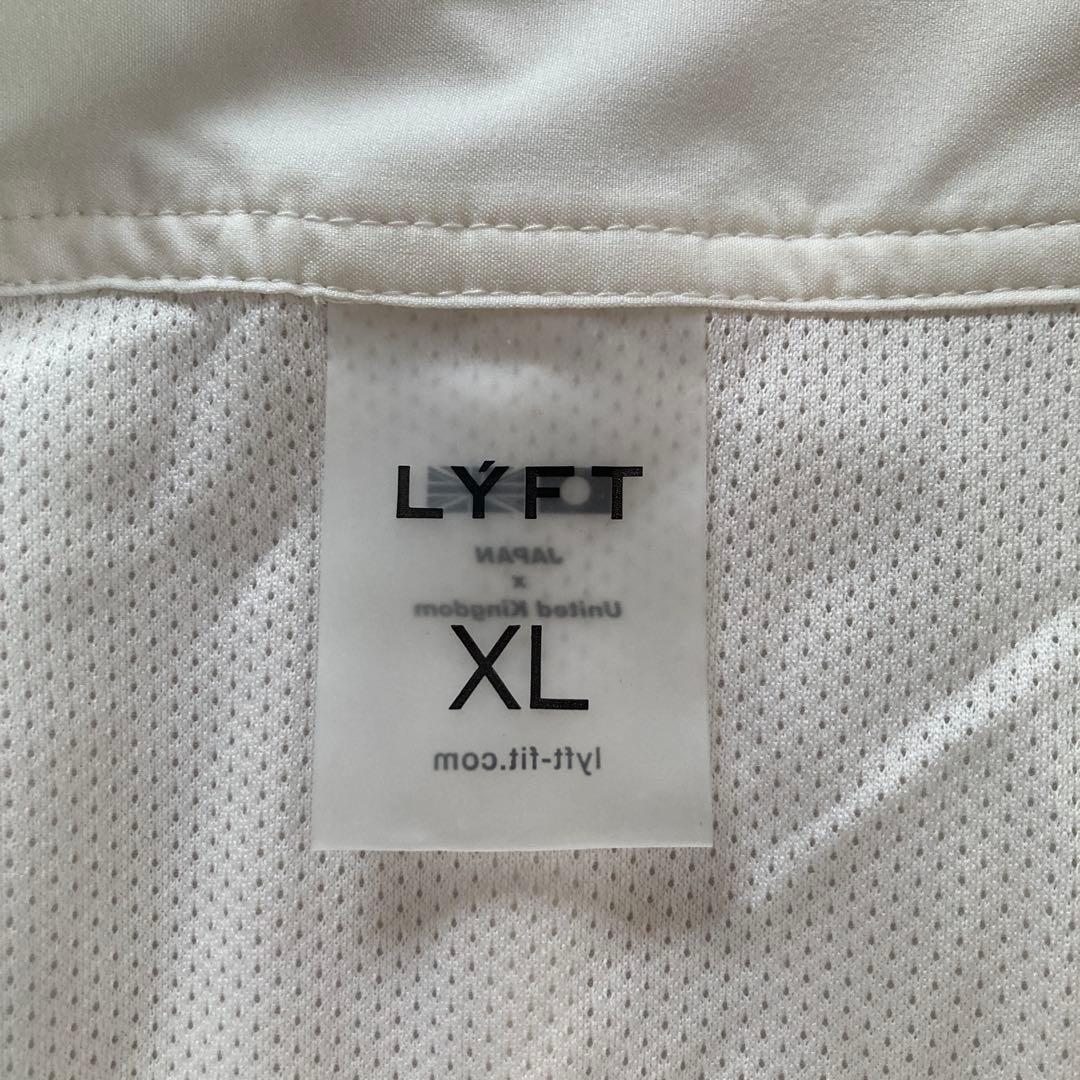 LÝFT
JAPAN
x
United Kingdom
XL
lyft-fit.com